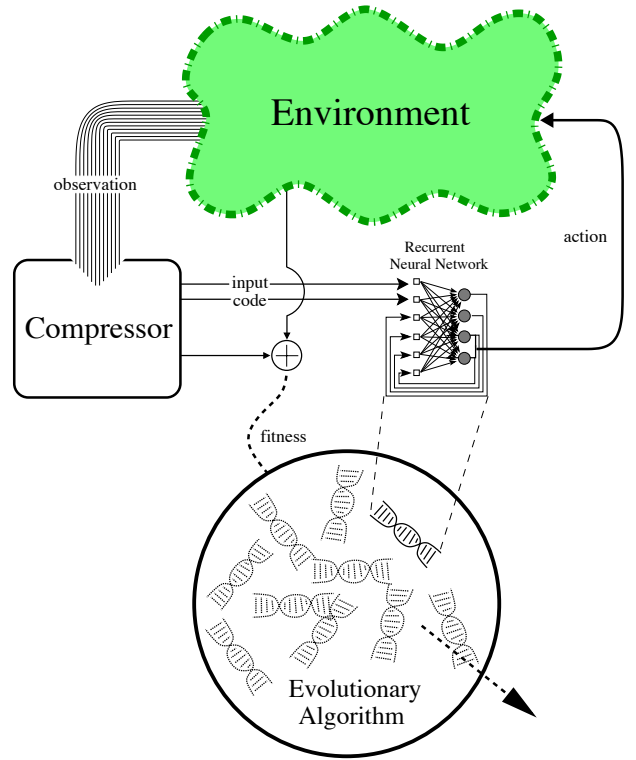 Environment
observation
action
Recurrent
Neural Network
input
code
Compressor
fitness
Evolutionary
Algorithm